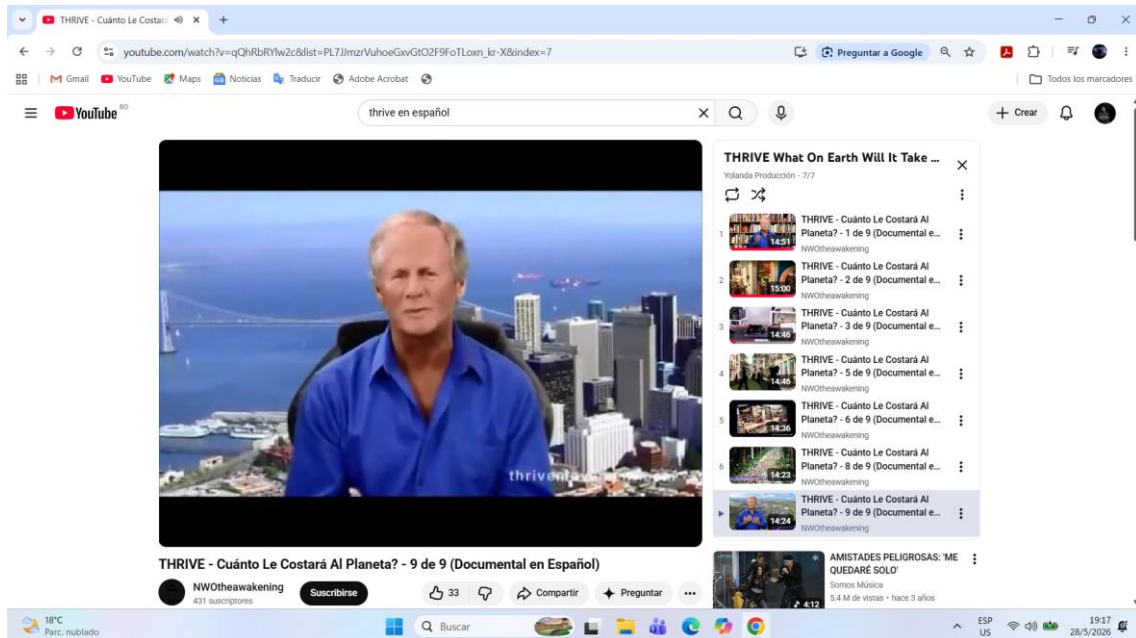 THRIVE - Cuánto Le Costar
youtube.com/watch?v=qQhRbRYlw2c&list=PL7JJmzrVuhoeGxvGtO2F9FoTLoxn_kr-X&index=7
Preguntar a Google
Gmail
YouTube
Maps
Noticias
Traducir
Adobe Acrobat
Todos los marcadores
YouTube BO
thrive en español
Crear
THRIVE What On Earth Will It Take ...
Yolanda Producción - 7/7
1
14:51
THRIVE - Cuánto Le Costará Al
Planeta? - 1 de 9 (Documental e...
NWOtheawakening
2
15:00
THRIVE - Cuánto Le Costará Al
Planeta? - 2 de 9 (Documental e...
NWOtheawakening
3
14:46
THRIVE - Cuánto Le Costará Al
Planeta? - 3 de 9 (Documental e...
NWOtheawakening
4
14:46
THRIVE - Cuánto Le Costará Al
Planeta? - 5 de 9 (Documental e...
NWOtheawakening
5
14:36
THRIVE - Cuánto Le Costará Al
Planeta? - 6 de 9 (Documental e...
NWOtheawakening
6
14:23
THRIVE - Cuánto Le Costará Al
Planeta? - 8 de 9 (Documental e...
NWOtheawakening
14:24
THRIVE - Cuánto Le Costará Al
Planeta? - 9 de 9 (Documental e...
NWOtheawakening
THRIVE - Cuánto Le Costará Al Planeta? - 9 de 9 (Documental en Español)
NWOtheawakening
431 suscriptores
Suscribirse
33
Compartir
Preguntar
4:12
AMISTADES PELIGROSAS: 'ME
QUEDARÉ SOLO'
Somos Música
5.4 M de vistas • hace 3 años
18°C
Parc. nublado
Buscar
ESP
US
19:17
28/5/2026